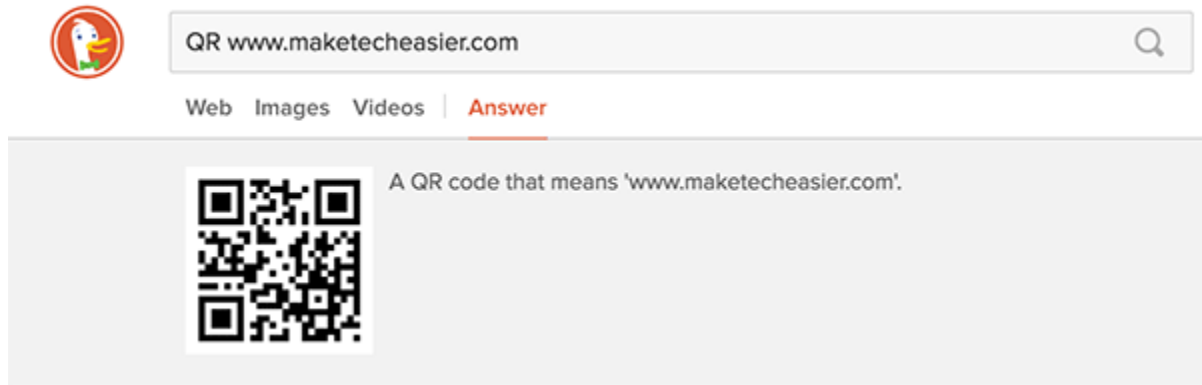 QR www.maketecheasier.com
Web Images Videos Answer
A QR code that means 'www.maketecheasier.com'.